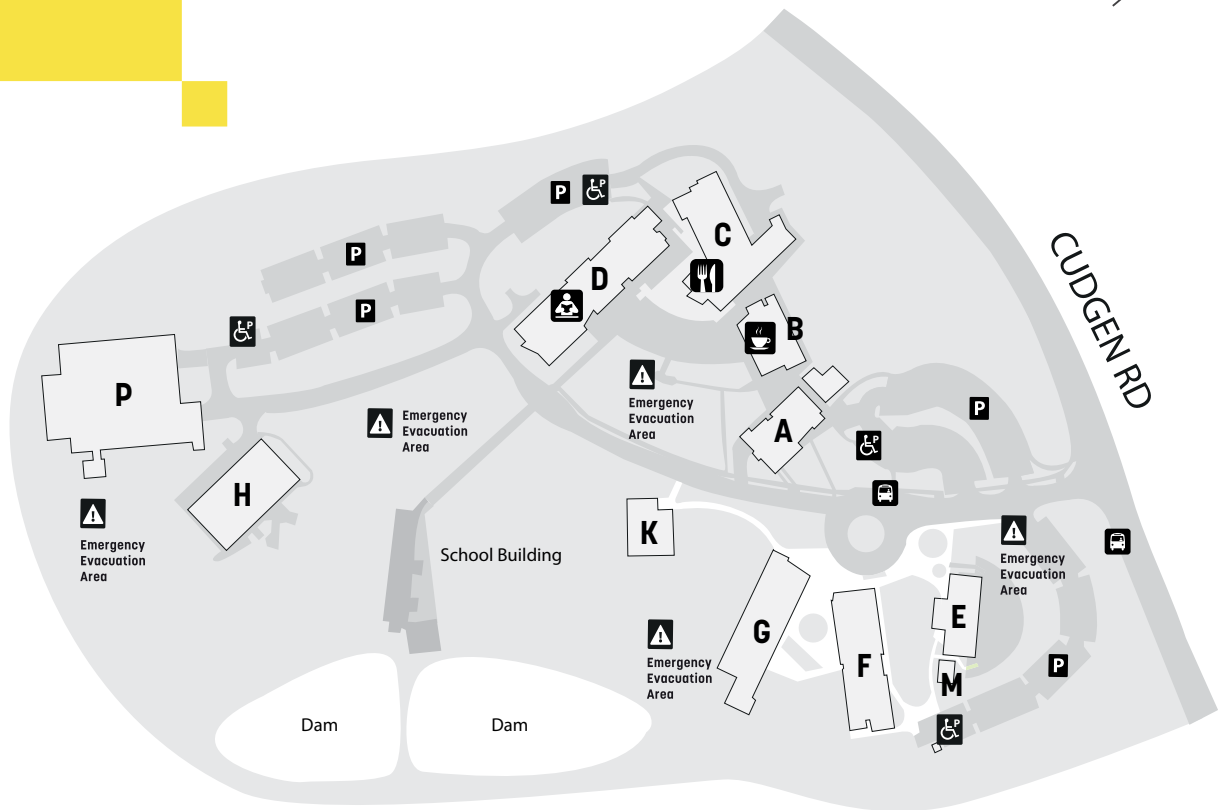 P
P
C
D
P
B
P
CUDGEN RD
P
P
Emergency
Evacuation
Area
Emergency
Evacuation
Area
P
P
A
P
H
Emergency
Evacuation
Area
K
School Building
Emergency
Evacuation
Area
E
G
Emergency
Evacuation
Area
F
P
M
Dam
Dam
P